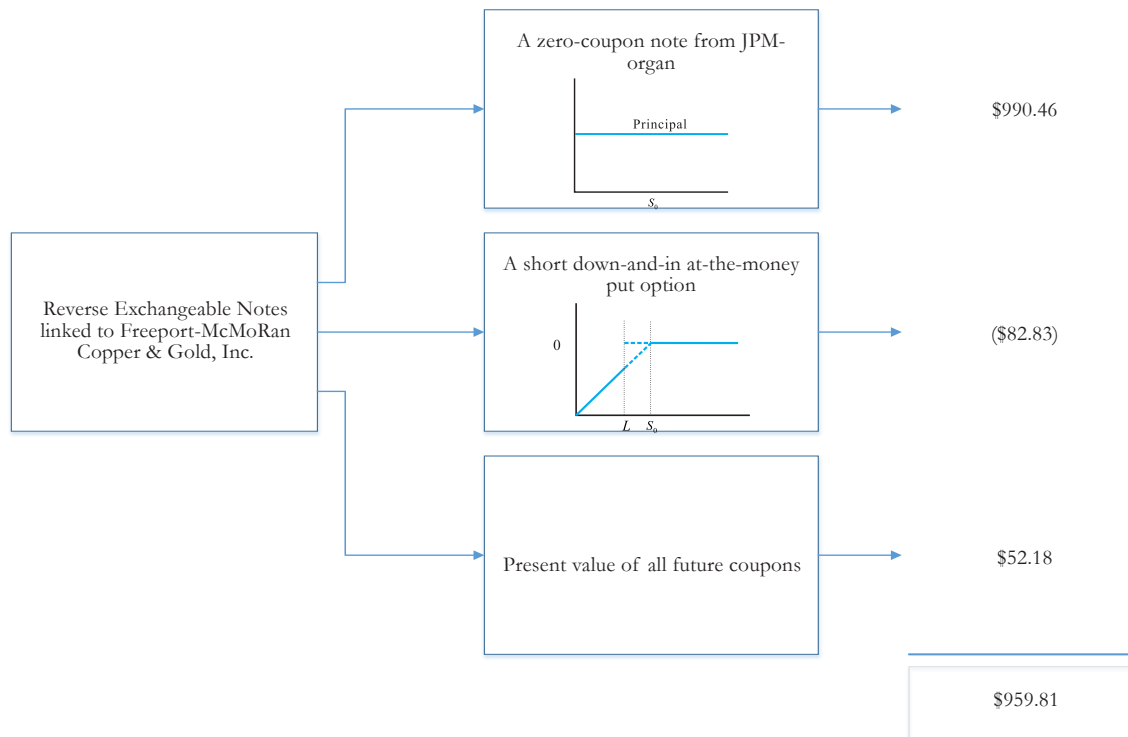 A zero-coupon note from JPM-
organ
Principal
S₀
$990.46
Reverse Exchangeable Notes
linked to Freeport-McMoRan
Copper & Gold, Inc.
A short down-and-in at-the-money
put option
0
L S₀
($82.83)
Present value of all future coupons
$52.18
$959.81